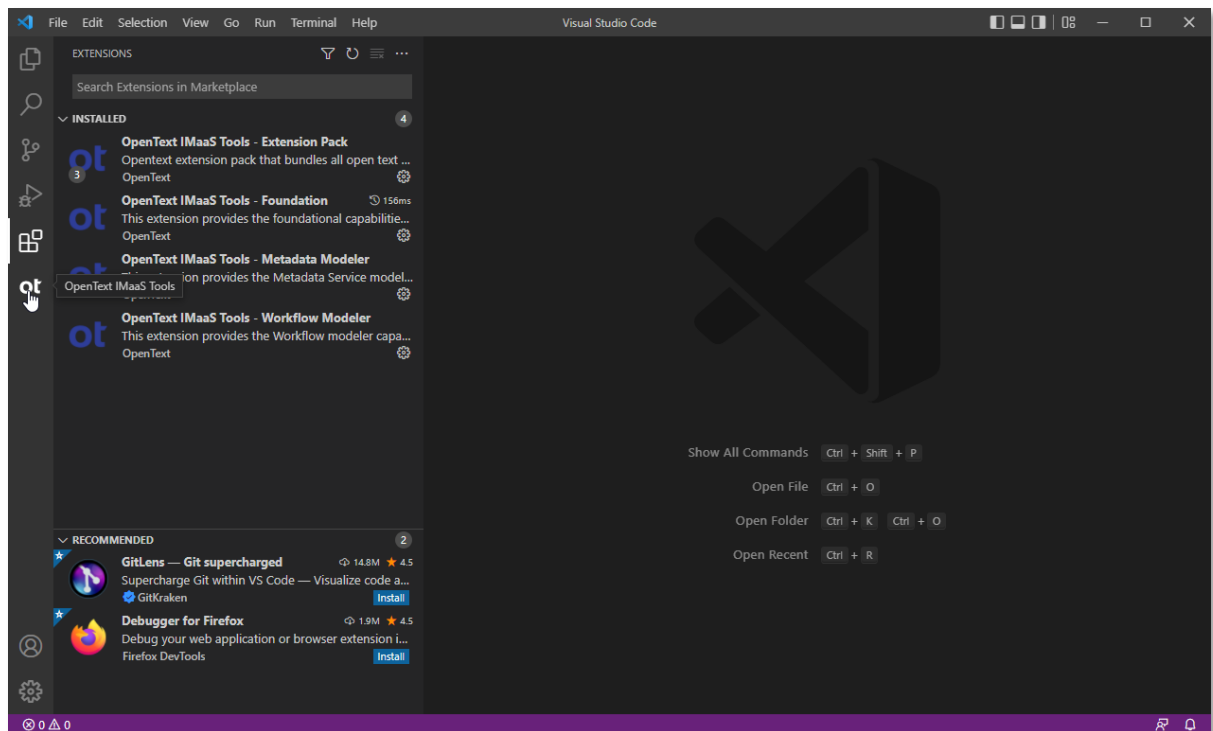 File Edit Selection View Go Run Terminal Help Visual Studio Code
EXTENSIONS
Search Extensions in Marketplace
INSTALLED 4
OpenText IMaaS Tools - Extension Pack
Opentext extension pack that bundles all open text ...
3
OpenText
OpenText IMaaS Tools - Foundation 156ms
ot This extension provides the foundational capabilitie...
OpenText
OpenText IMaaS Tools - Metadata Modeler
ion provides the Metadata Service model...
ot OpenText IMaaS Tools
OpenText IMaaS Tools - Workflow Modeler
ot This extension provides the Workflow modeler capa...
OpenText
Show All Commands Ctrl + Shift + P
Open File Ctrl + O
Open Folder Ctrl + K Ctrl + O
Open Recent Ctrl + R
RECOMMENDED 2
GitLens — Git supercharged 14.8M 4.5
Supercharge Git within VS Code — Visualize code a...
GitKraken Install
Debugger for Firefox 1.9M 4.5
Debug your web application or browser extension i...
Firefox DevTools Install
0 0